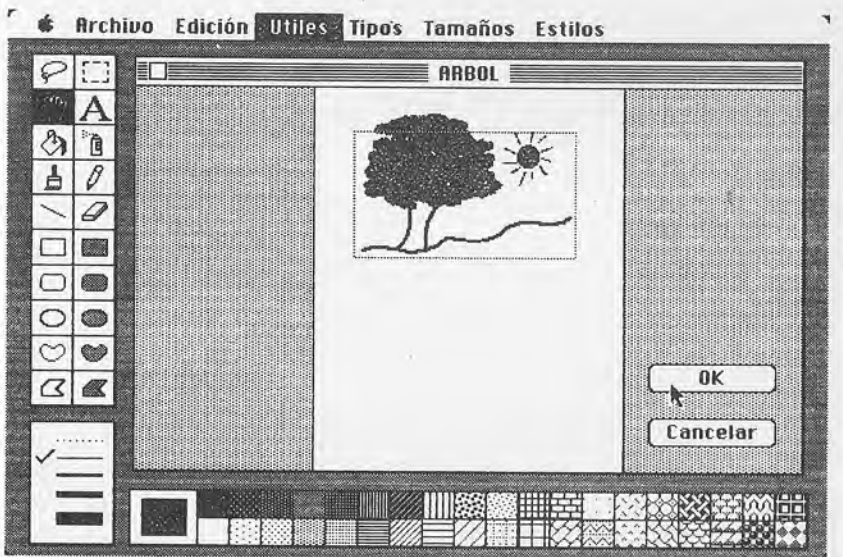 Archivo Edición Utiles Tipos Tamaños Estilos
ARBOL
A
OK
Cancelar